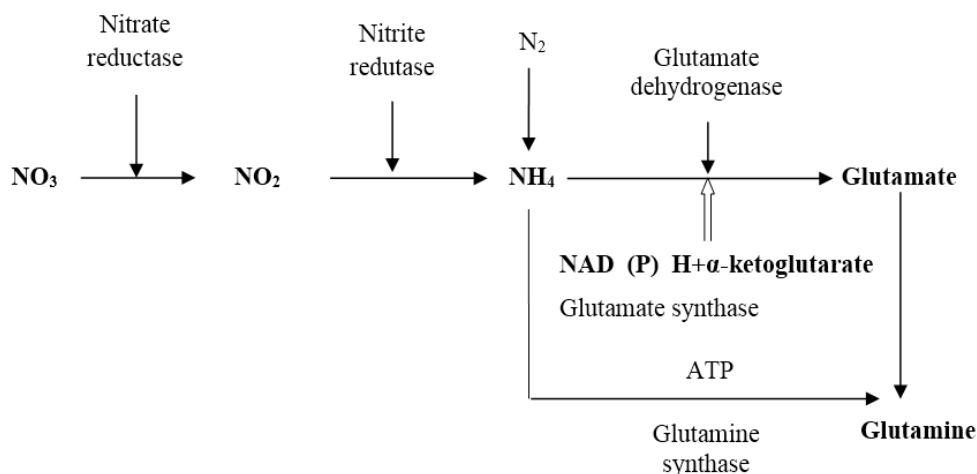 Nitrate
reductase
Nitrite
redutase
N₂
Glutamate
dehydrogenase
NO₃
NO₂
NH₄
Glutamate
NAD (P) H+α-ketoglutarate
Glutamate synthase
ATP
Glutamine
Glutamine
synthase